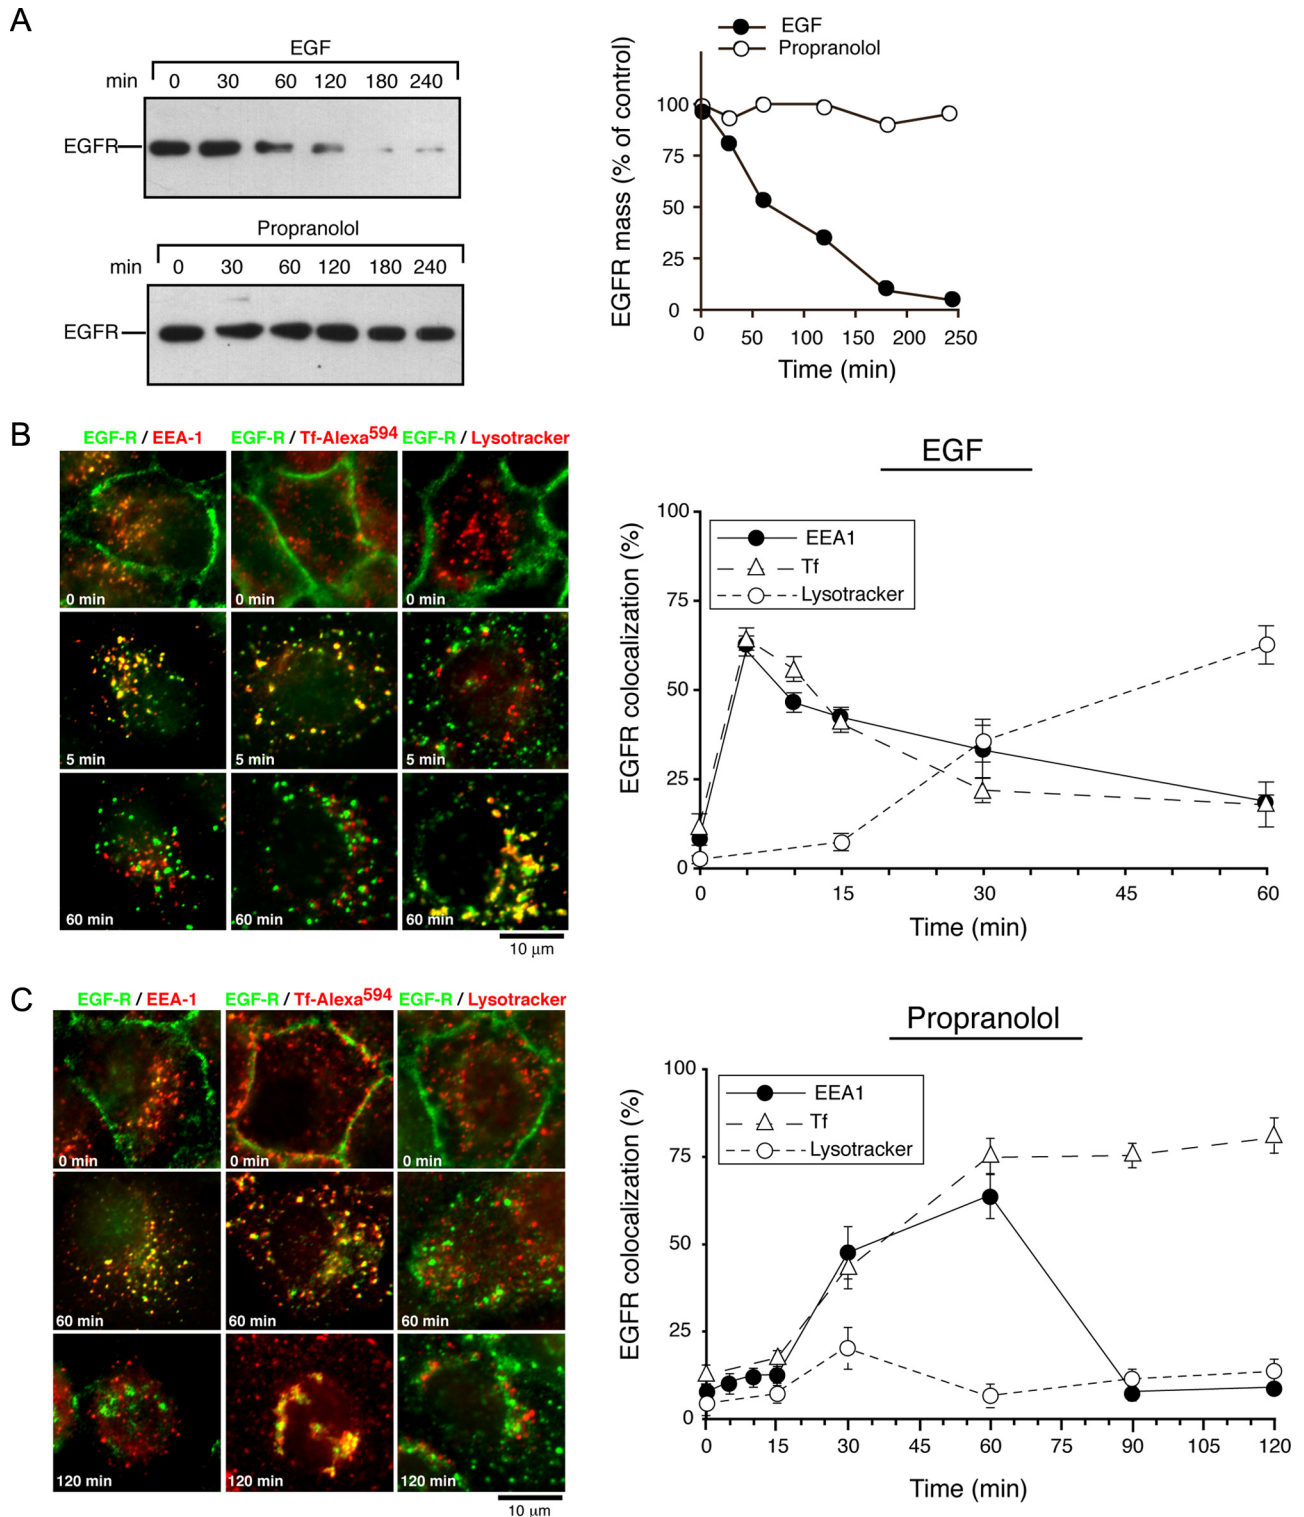 A
EGF
min 0 30 60 120 180 240
EGFR
Propranolol
min 0 30 60 120 180 240
EGFR
EGF
Propranolol
EGFR mass (% of control)
100
75
50
25
0
0 50 100 150 200 250
Time (min)
B
EGF-R / EEA-1 EGF-R / Tf-Alexa594 EGF-R / Lysotracker
0 min 0 min 0 min
5 min 5 min 5 min
60 min 60 min 60 min
10 µm
EGF
EGFR colocalization (%)
100
75
50
25
0
EEA1
Tf
Lysotracker
0 15 30 45 60
Time (min)
C
EGF-R / EEA-1 EGF-R / Tf-Alexa594 EGF-R / Lysotracker
0 min 0 min 0 min
60 min 60 min 60 min
120 min 120 min 120 min
10 µm
Propranolol
EGFR colocalization (%)
100
75
50
25
0
EEA1
Tf
Lysotracker
0 15 30 45 60 75 90 105 120
Time (min)